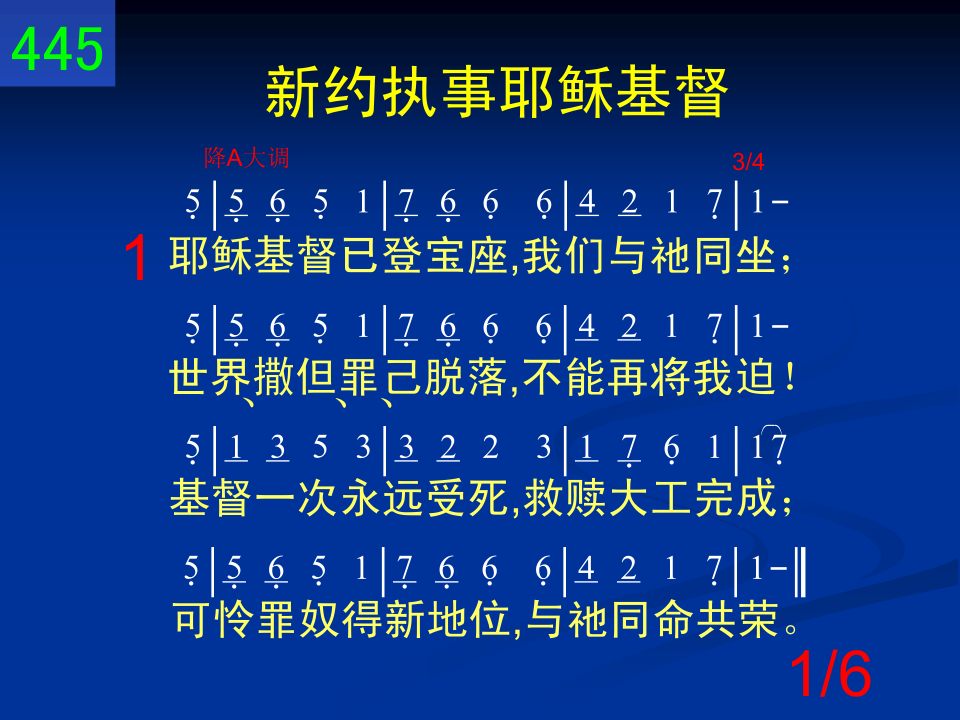 445
新约执事耶稣基督
降A大调 3/4
5̣ | 5̣ 6̣ 5̣ 1 | 7̣ 6̣ 6̣ 6̣ | 4 2 1 7̣ | 1 -
1 耶稣基督已登宝座,我们与祂同坐;
5̣ | 5̣ 6̣ 5̣ 1 | 7̣ 6̣ 6̣ 6̣ | 4 2 1 7̣ | 1 -
世界、撒但、罪、己脱落,不能再将我迫!
5̣ | 1 3 5 3 | 3 2 2 3 | 1 7̣ 6̣ 1 | 1 7̣
基督一次永远受死,救赎大工完成;
5̣ | 5̣ 6̣ 5̣ 1 | 7̣ 6̣ 6̣ 6̣ | 4 2 1 7̣ | 1 - ‖
可怜罪奴得新地位,与祂同命共荣。
1/6